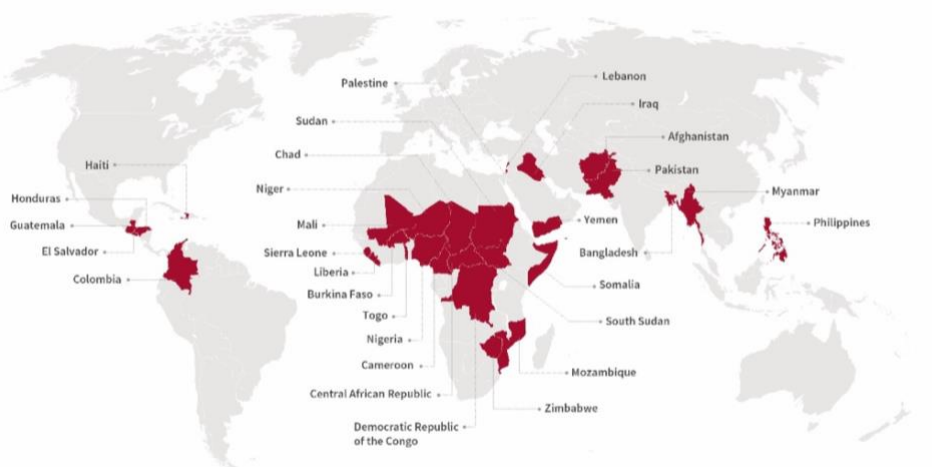 Palestine
Lebanon
Iraq
Sudan
Afghanistan
Chad
Pakistan
Haiti
Niger
Myanmar
Honduras
Guatemala
Mali
Yemen
Philippines
El Salvador
Sierra Leone
Bangladesh
Liberia
Colombia
Somalia
Burkina Faso
Togo
South Sudan
Nigeria
Cameroon
Mozambique
Central African Republic
Zimbabwe
Democratic Republic
of the Congo